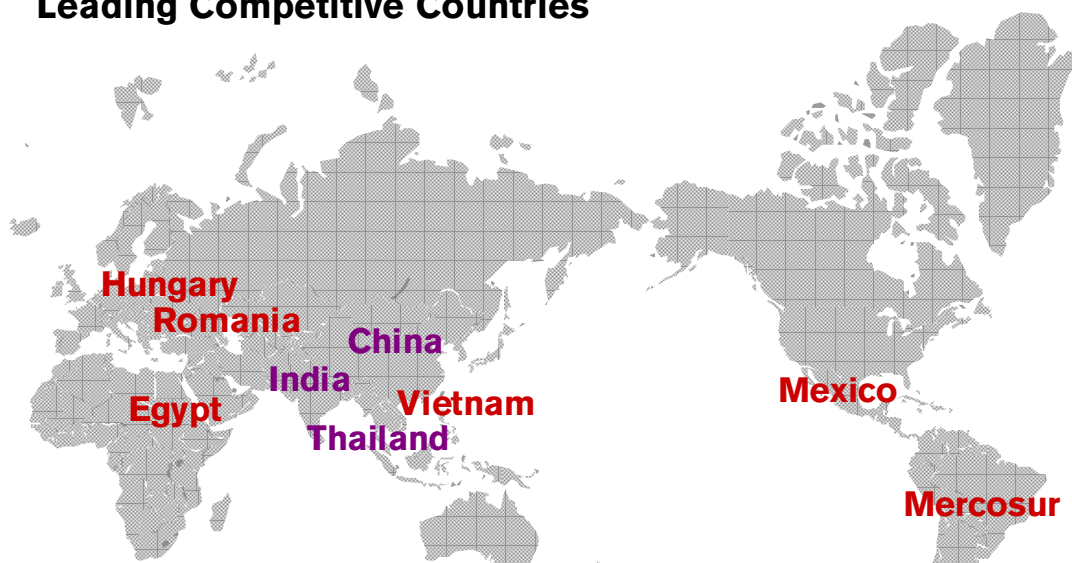 Leading Competitive Countries
Hungary
Romania
China
India
Mexico
Vietnam
Egypt
Thailand
Mercosur